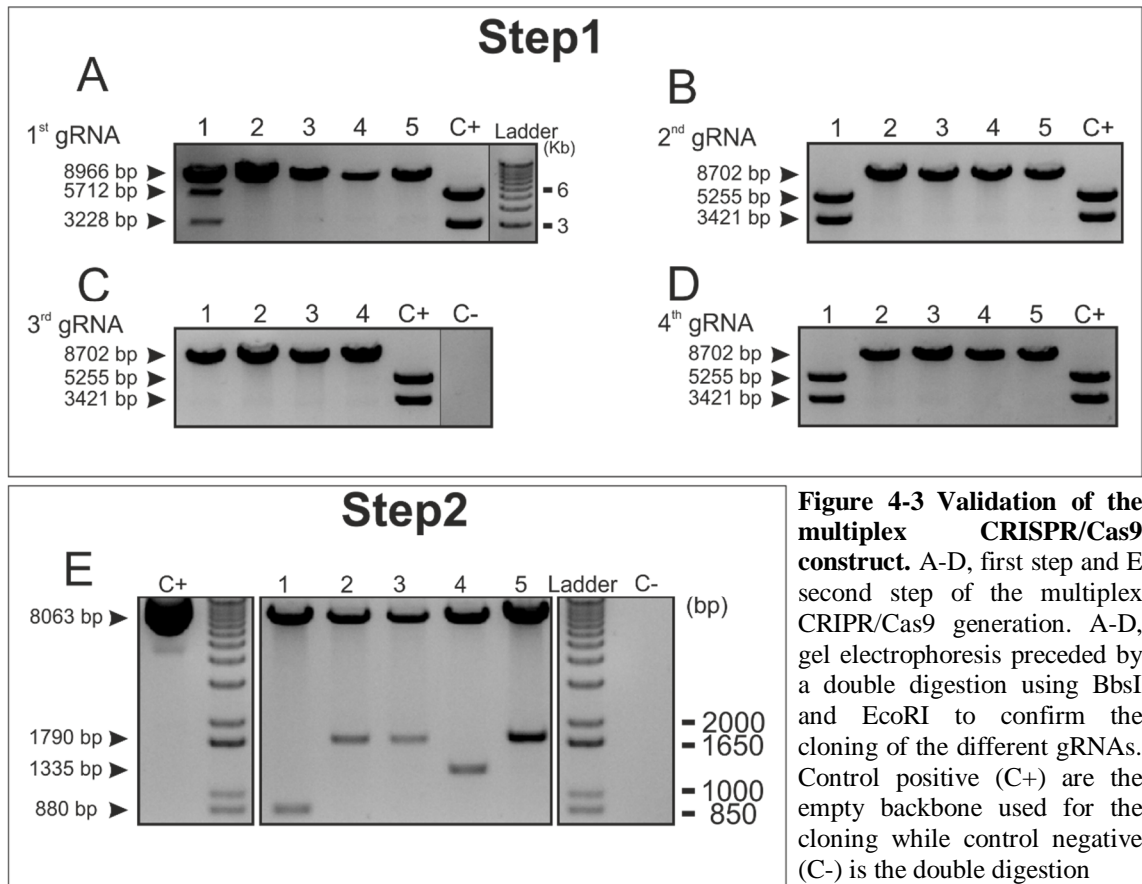 Step1
A
1st gRNA
1 2 3 4 5 C+ Ladder
(Kb)
8966 bp
5712 bp
3228 bp
6
3
B
2nd gRNA
1 2 3 4 5 C+
8702 bp
5255 bp
3421 bp
C
3rd gRNA
1 2 3 4 C+ C-
8702 bp
5255 bp
3421 bp
D
4th gRNA
1 2 3 4 5 C+
8702 bp
5255 bp
3421 bp
Step2
E
C+ 1 2 3 4 5 Ladder C-
(bp)
8063 bp
1790 bp
1335 bp
880 bp
2000
1650
1000
850
Figure 4-3 Validation of the
multiplex CRISPR/Cas9
construct. A-D, first step and E
second step of the multiplex
CRIPR/Cas9 generation. A-D,
gel electrophoresis preceded by
a double digestion using BbsI
and EcoRI to confirm the
cloning of the different gRNAs.
Control positive (C+) are the
empty backbone used for the
cloning while control negative
(C-) is the double digestion